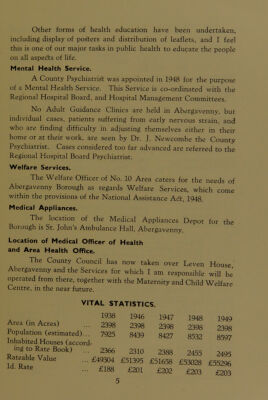 Other forms of health education have been undertaken,
including display of posters and distribution of leaflets, and I feel
this is one of our major tasks in public health to educate the people
on all aspects of life.
Mental Health Service.
A County Psychiatrist was appointed in 1948 for the purpose
of a Mental Health Service. This Service is co-ordinated with the
Regional Hospital Board, and Hospital Management Committees.
No Adult Guidance Clinics are held in Abergavenny, but
individual cases, patients suffering from early nervous strain, and
who are finding difficulty in adjusting themselves either in their
home or at their work, are seen by Dr. J. Newcombe the County
Psychiatrist. Cases considered too far advanced are referred to the
Regional Hospital Board Psychiatrist.
Welfare Services.
The Welfare Officer of No. 10 Area caters for the needs of
Abergavenny Borough as regards Welfare Services, which come
within the provisions of the National Assistance Act, 1948.
Medical Appliances.
The location of the Medical Appliances Depot for the
Borough is St. John's Ambulance Hall, Abergavenny.
Location of Medical Officer of Health
and Area Health Office.
The County Council has now taken over Leven House,
Abergavenny and the Services for which I am responsible will be
operated from there, together with the Maternity and Child Welfare
Centre, in the near future.
VITAL STATISTICS.
1938 1946 1947 1948 1949
Area (in Acres) ... 2398 2398 2398 2398 2398
Population (estimated)... 7925 8439 8427 8532 8597
Inhabited Houses (accord-
ing to Rate Book) ... 2366 2310 2388 2455 2495
Rateable Value ... £49304 £51395 £51658 £53028 £55296
1d. Rate ... £188 £201 £202 £203 £203
5